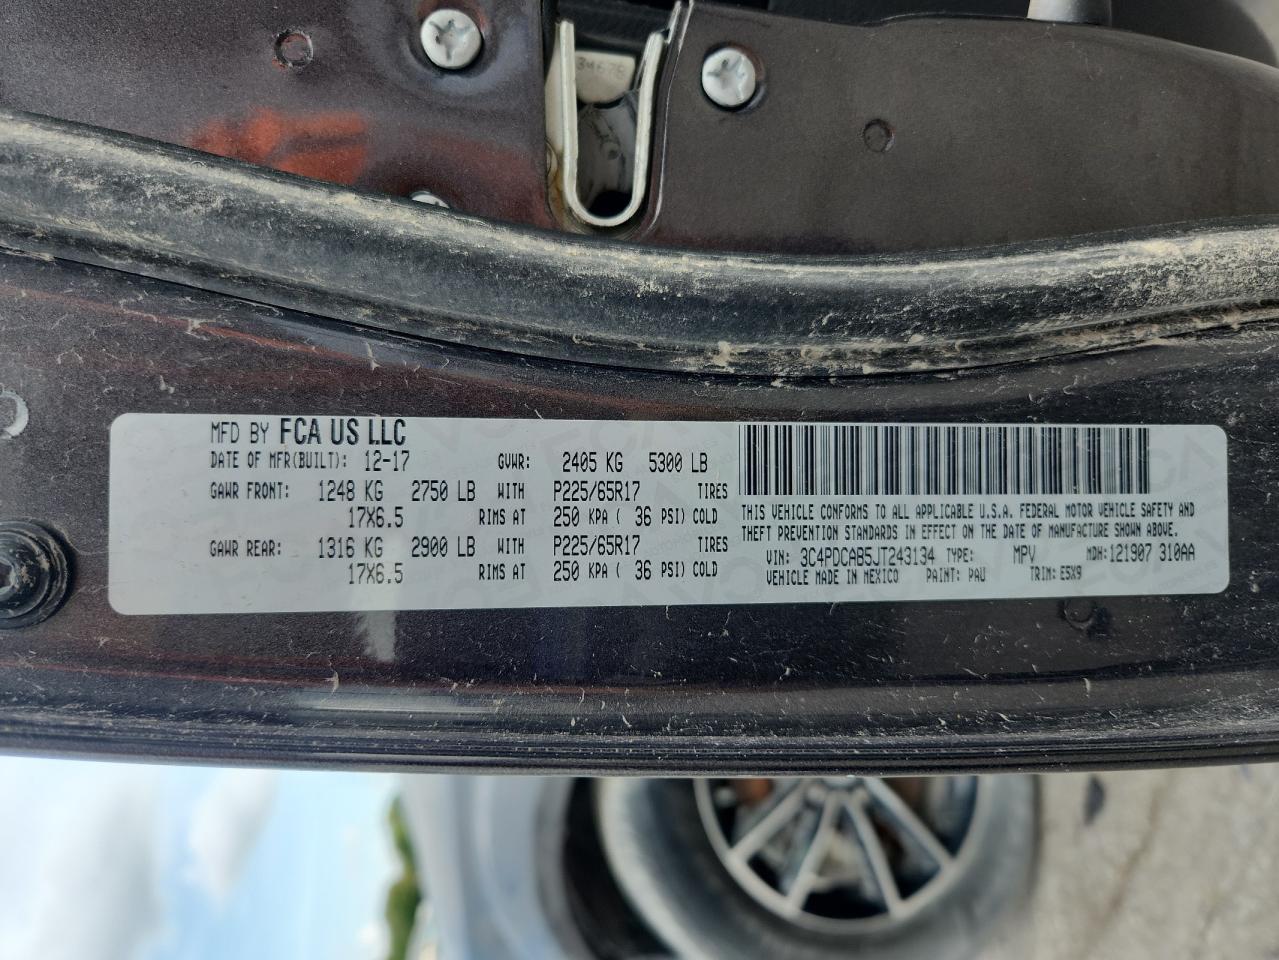 34678
MFD BY FCA US LLC
DATE OF MFR(BUILT): 12-17 GVWR: 2405 KG 5300 LB
GAWR FRONT: 1248 KG 2750 LB WITH P225/65R17 TIRES
17X6.5 RIMS AT 250 KPA ( 36 PSI) COLD
GAWR REAR: 1316 KG 2900 LB WITH P225/65R17 TIRES
17X6.5 RIMS AT 250 KPA ( 36 PSI) COLD
THIS VEHICLE CONFORMS TO ALL APPLICABLE U.S.A. FEDERAL MOTOR VEHICLE SAFETY AND
THEFT PREVENTION STANDARDS IN EFFECT ON THE DATE OF MANUFACTURE SHOWN ABOVE.
VIN: 3C4PDCAB5JT243134 TYPE: MPV MDH: 121907 310AA
VEHICLE MADE IN MEXICO PAINT: PAU TRIM: E5X9